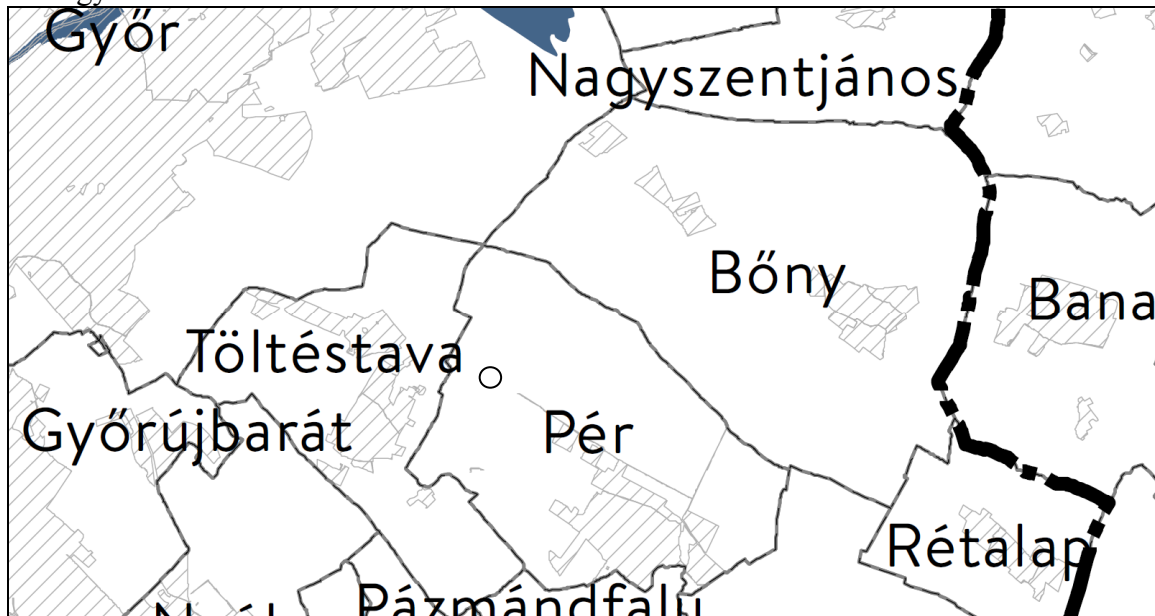 Győr
Nagyszentjános
Bőny
Bana
Töltéstava
Győrújbarát
Pér
Rétalap
Pázmándfalu